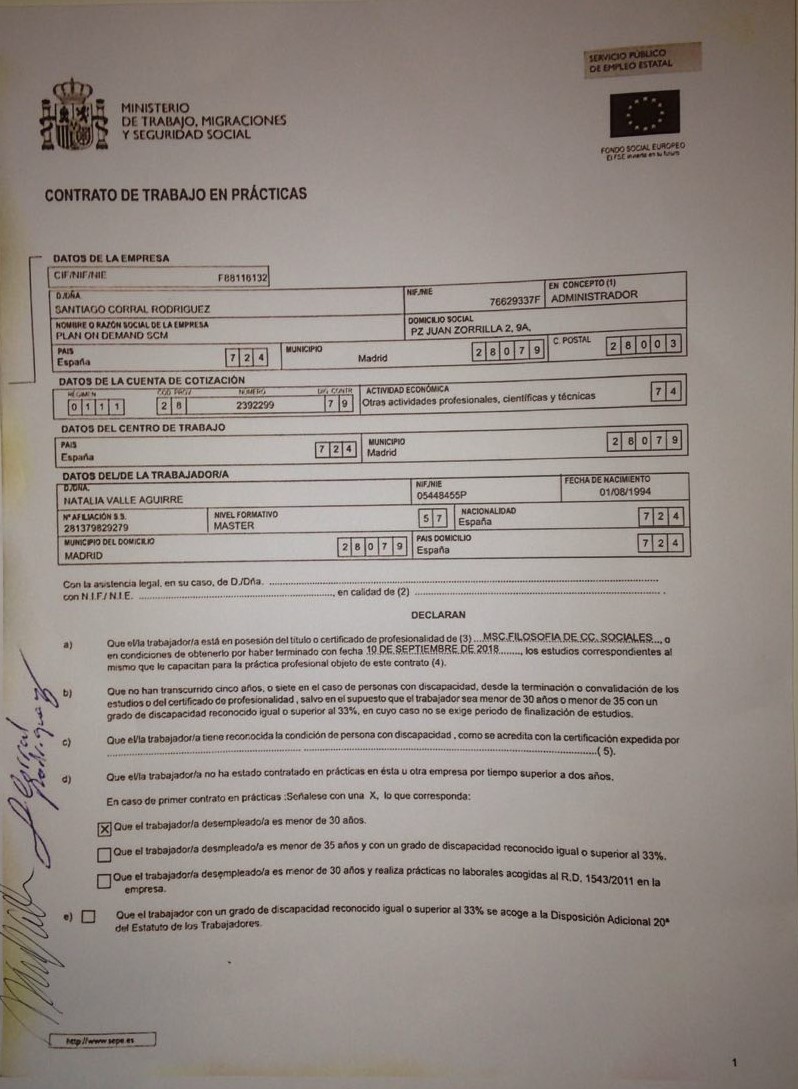 SERVICIO PÚBLICO
DE EMPLEO ESTATAL
MINISTERIO
DE TRABAJO, MIGRACIONES
Y SEGURIDAD SOCIAL
FONDO SOCIAL EUROPEO
El FSE invierte en tu futuro
CONTRATO DE TRABAJO EN PRÁCTICAS
DATOS DE LA EMPRESA
CIF/NIF/NIE
F88116132
D./DÑA
SANTIAGO CORRAL RODRIGUEZ
NIF./NIE
76629337F
EN CONCEPTO (1)
ADMINISTRADOR
NOMBRE O RAZÓN SOCIAL DE LA EMPRESA
PLAN ON DEMAND SCM
DOMICILIO SOCIAL
PZ JUAN ZORRILLA 2, 9A,
PAIS
España
7 2 4
MUNICIPIO
Madrid
2 8 0 7 9
C. POSTAL
2 8 0 0 3
DATOS DE LA CUENTA DE COTIZACIÓN
RÉGIMEN
0 1 1 1
COD. PROV.
2 8
NÚMERO
2392299
DIG. CONTR.
7 9
ACTIVIDAD ECONÓMICA
Otras actividades profesionales, científicas y técnicas
7 4
DATOS DEL CENTRO DE TRABAJO
PAIS
España
7 2 4
MUNICIPIO
Madrid
2 8 0 7 9
DATOS DEL/DE LA TRABAJADOR/A
D./DÑA.
NATALIA VALLE AGUIRRE
NIF./NIE
05448455P
FECHA DE NACIMIENTO
01/08/1994
Nº AFILIACIÓN S.S.
281379829279
NIVEL FORMATIVO
MASTER
5 7
NACIONALIDAD
España
7 2 4
MUNICIPIO DEL DOMICILIO
MADRID
2 8 0 7 9
PAIS DOMICILIO
España
7 2 4
Con la asistencia legal, en su caso, de D./Dña. ..........
con N.I.F./ N.I.E. .........., en calidad de (2) ..........
DECLARAN
a) Que el/la trabajador/a está en posesión del título o certificado de profesionalidad de (3) ....MSC.FILOSOFIA DE CC. SOCIALES..., o
en condiciones de obtenerlo por haber terminado con fecha 10 DE SEPTIEMBRE DE 2018........, los estudios correspondientes al
mismo que le capacitan para la práctica profesional objeto de este contrato (4).
b) Que no han transcurrido cinco años, o siete en el caso de personas con discapacidad, desde la terminación o convalidación de los
estudios o del certificado de profesionalidad , salvo en el supuesto que el trabajador sea menor de 30 años o menor de 35 con un
grado de discapacidad reconocido igual o superior al 33%, en cuyo caso no se exige periodo de finalización de estudios.
c) Que el/la trabajador/a tiene reconocida la condición de persona con discapacidad , como se acredita con la certificación expedida por
.......... ..........( 5).
d) Que el/la trabajador/a no ha estado contratado en prácticas en ésta u otra empresa por tiempo superior a dos años.
En caso de primer contrato en prácticas :Señalese con una X, lo que corresponda:
X Que el trabajador/a desempleado/a es menor de 30 años.
Que el trabajador/a desmpleado/a es menor de 35 años y con un grado de discapacidad reconocido igual o superior al 33%.
Que el trabajador/a desempleado/a es menor de 30 años y realiza prácticas no laborales acogidas al R.D. 1543/2011 en la
empresa.
e) Que el trabajador con un grado de discapacidad reconocido igual o superior al 33% se acoge a la Disposición Adicional 20ª
del Estatuto de los Trabajadores.
Corral
Rodriguez
http://www.sepe.es
1